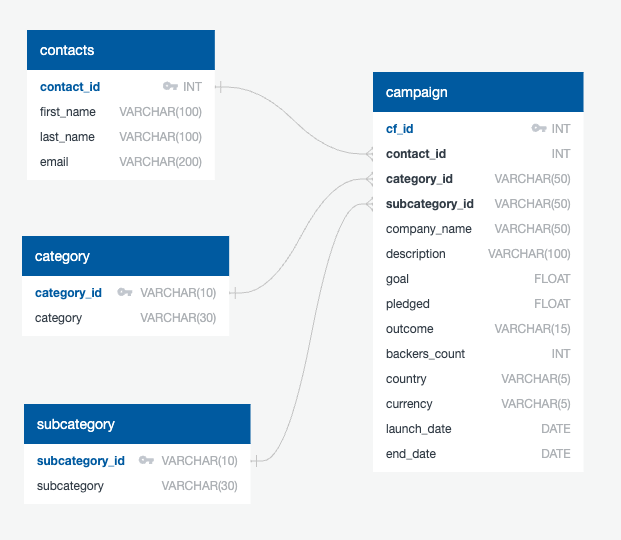 contacts
contact_id INT
first_name VARCHAR(100)
last_name VARCHAR(100)
email VARCHAR(200)
category
category_id VARCHAR(10)
category VARCHAR(30)
subcategory
subcategory_id VARCHAR(10)
subcategory VARCHAR(30)
campaign
cf_id INT
contact_id INT
category_id VARCHAR(50)
subcategory_id VARCHAR(50)
company_name VARCHAR(50)
description VARCHAR(100)
goal FLOAT
pledged FLOAT
outcome VARCHAR(15)
backers_count INT
country VARCHAR(5)
currency VARCHAR(5)
launch_date DATE
end_date DATE